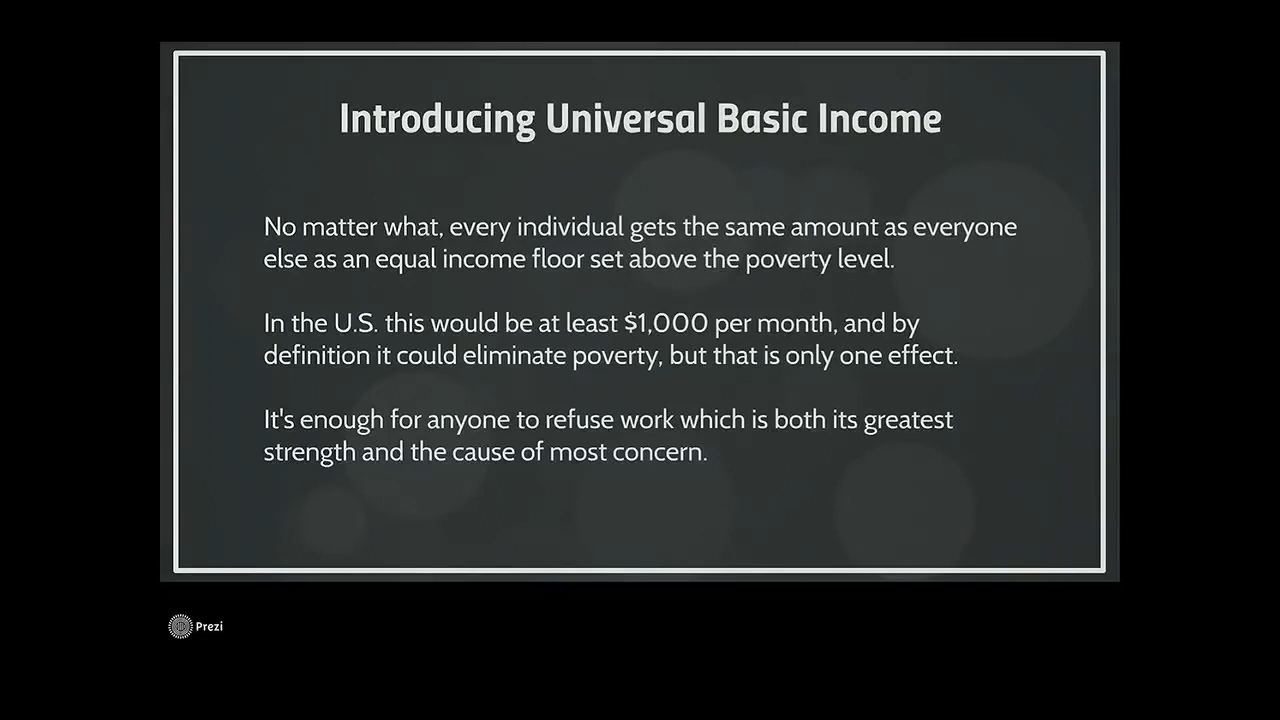 Introducing Universal Basic Income
No matter what, every individual gets the same amount as everyone
else as an equal income floor set above the poverty level.
In the U.S. this would be at least $1,000 per month, and by
definition it could eliminate poverty, but that is only one effect.
It's enough for anyone to refuse work which is both its greatest
strength and the cause of most concern.
Prezi